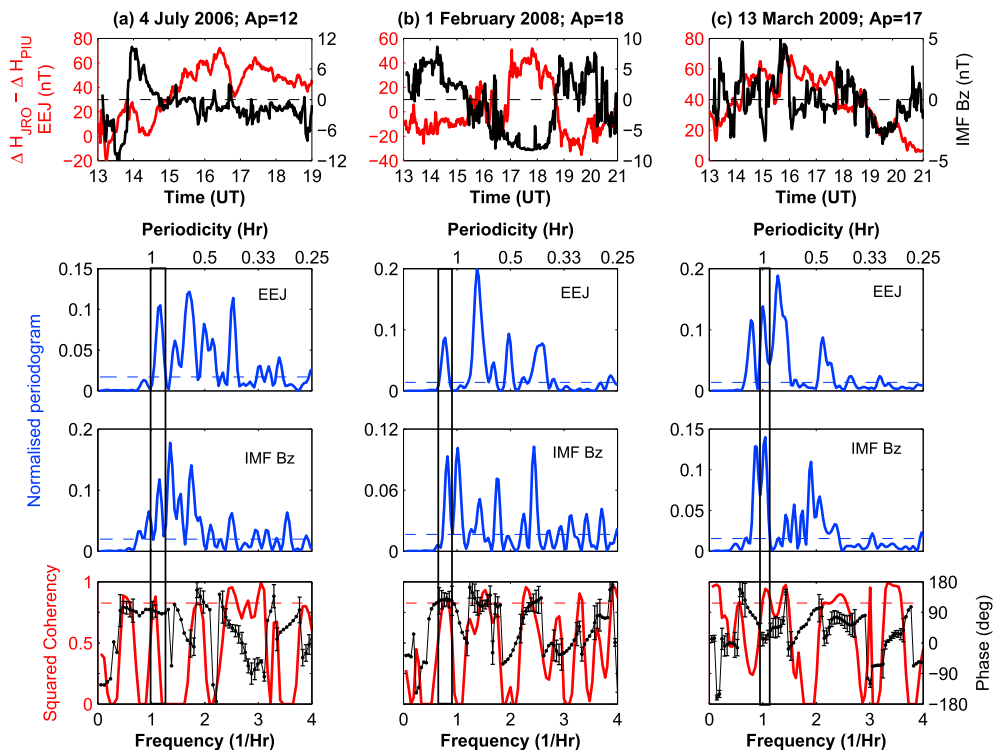 (a) 4 July 2006; Ap=12
(b) 1 February 2008; Ap=18
(c) 13 March 2009; Ap=17
Δ H_JRO − Δ H_PIU
EEJ (nT)
80
60
40
20
0
−20
12
6
0
−6
−12
13 14 15 16 17 18 19
Time (UT)
80
60
40
20
0
−20
−40
10
5
0
−5
−10
13 14 15 16 17 18 19 20 21
Time (UT)
80
60
40
20
0
5
0
−5
IMF Bz (nT)
13 14 15 16 17 18 19 20 21
Time (UT)
Periodicity (Hr)
Periodicity (Hr)
Periodicity (Hr)
1 0.5 0.33 0.25
1 0.5 0.33 0.25
1 0.5 0.33 0.25
Normalised periodogram
0.15
0.1
0.05
0
EEJ
0.2
0.1
0
EEJ
0.2
0.1
0
EEJ
0.2
0.1
0
IMF Bz
0.12
0.06
0
IMF Bz
0.15
0.1
0.05
0
IMF Bz
Squared Coherency
1
0.5
0
180
90
0
−90
−180
Phase (deg)
0 1 2 3 4
0 1 2 3 4
0 1 2 3 4
Frequency (1/Hr)
Frequency (1/Hr)
Frequency (1/Hr)